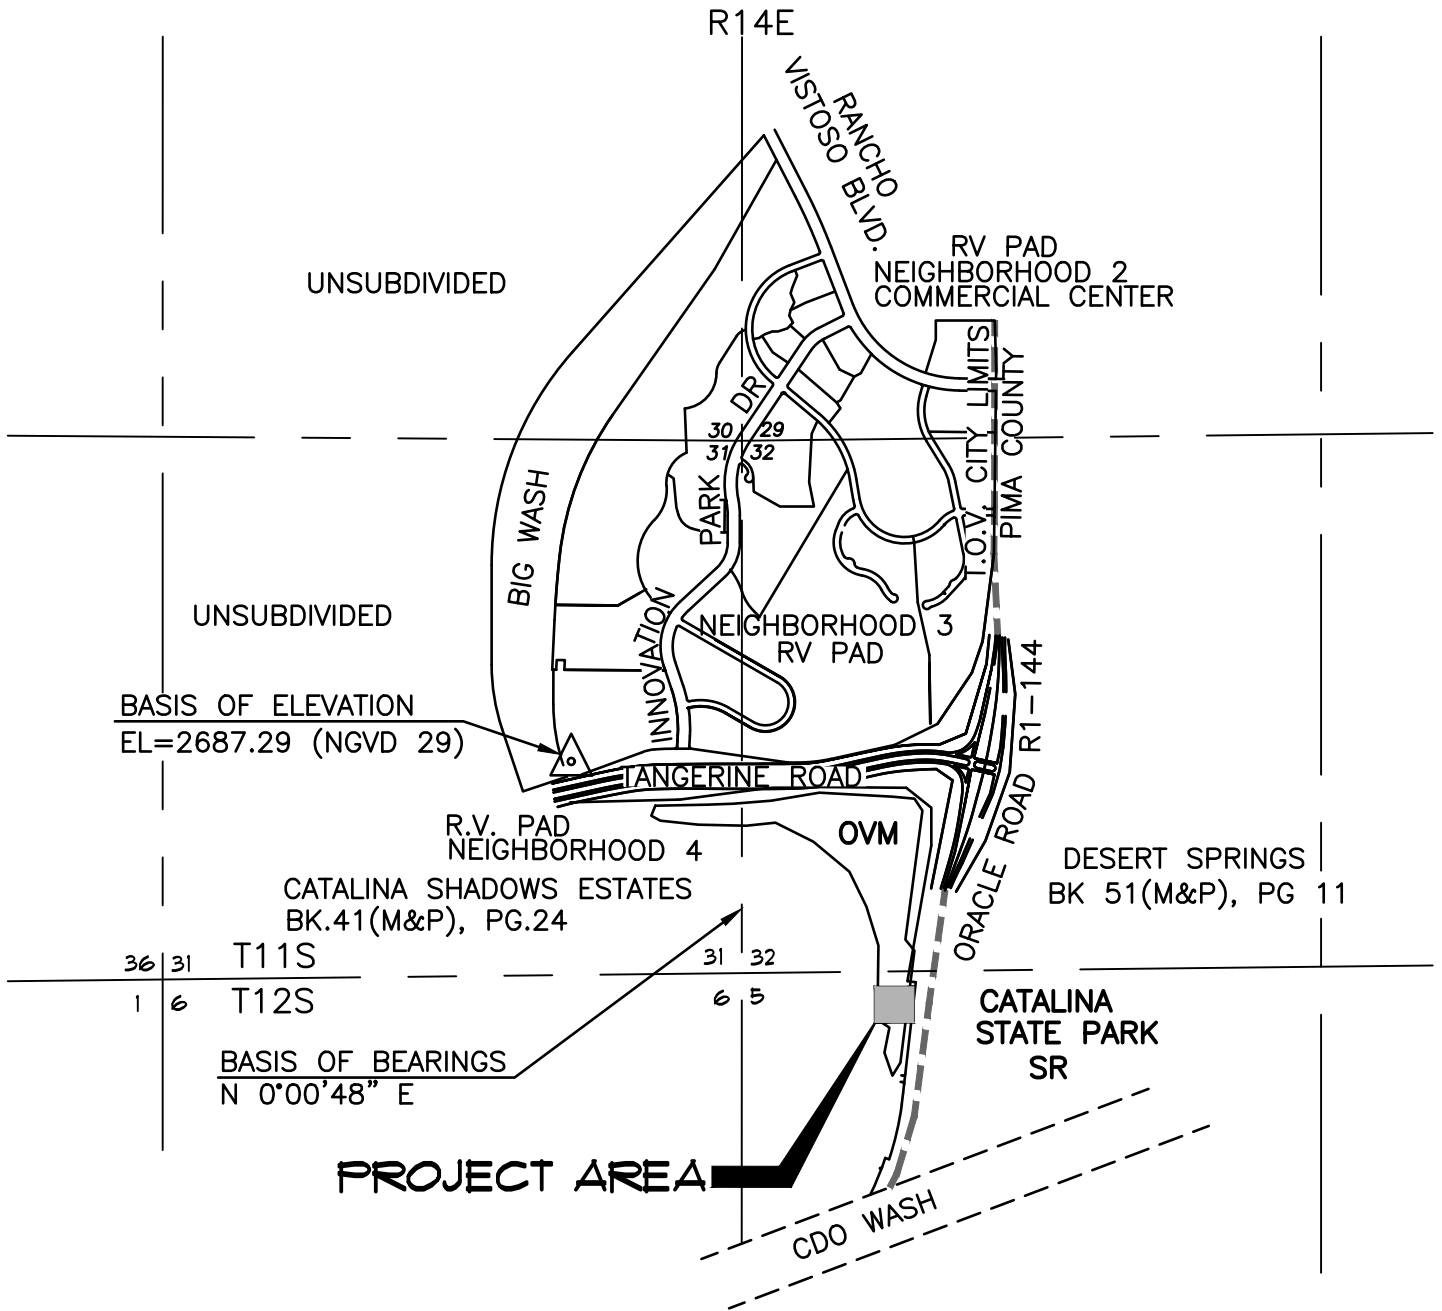 R14E
RANCHO
VISTOSO BLVD.
UNSUBDIVIDED
RV PAD
NEIGHBORHOOD 2
COMMERCIAL CENTER
T.O.V. CITY LIMITS
PIMA COUNTY
30 29
31 32
INNOVATION PARK DR
BIG WASH
UNSUBDIVIDED
NEIGHBORHOOD 3
RV PAD
BASIS OF ELEVATION
EL=2687.29 (NGVD 29)
TANGERINE ROAD
ORACLE ROAD R1-144
R.V. PAD
NEIGHBORHOOD 4
OVM
CATALINA SHADOWS ESTATES
BK.41(M&P), PG.24
DESERT SPRINGS
BK 51(M&P), PG 11
36 31 T11S
1 6 T12S
31 32
6 5
CATALINA
STATE PARK
SR
BASIS OF BEARINGS
N 0°00'48" E
PROJECT AREA
CDO WASH